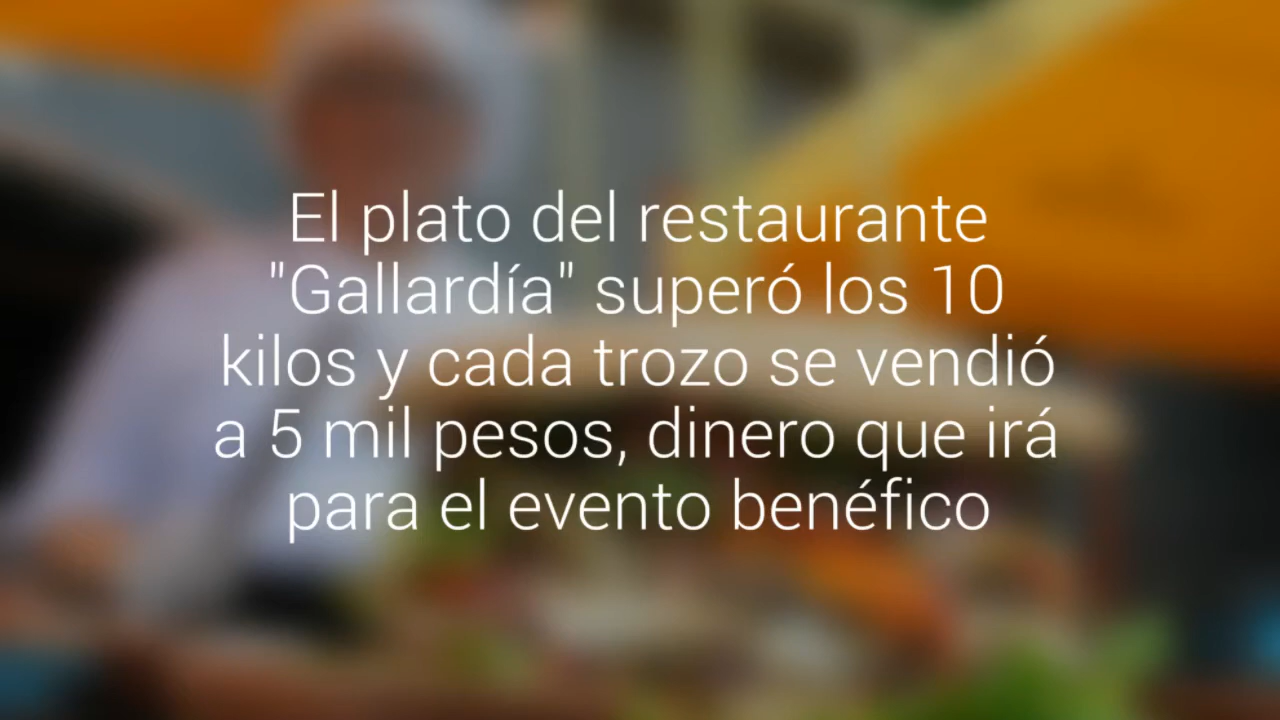 El plato del restaurante
"Gallardía" superó los 10
kilos y cada trozo se vendió
a 5 mil pesos, dinero que irá
para el evento benéfico